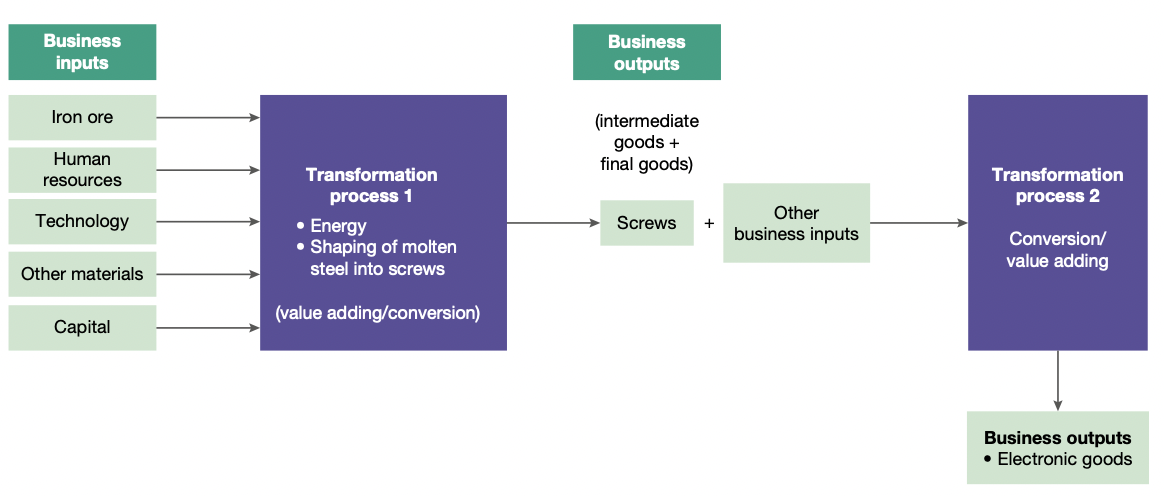 Business
inputs
Iron ore
Human
resources
Technology
Other materials
Capital
Transformation
process 1
• Energy
• Shaping of molten
steel into screws
(value adding/conversion)
Business
outputs
(intermediate
goods +
final goods)
Screws
+
Other
business inputs
Transformation
process 2
Conversion/
value adding
Business outputs
• Electronic goods